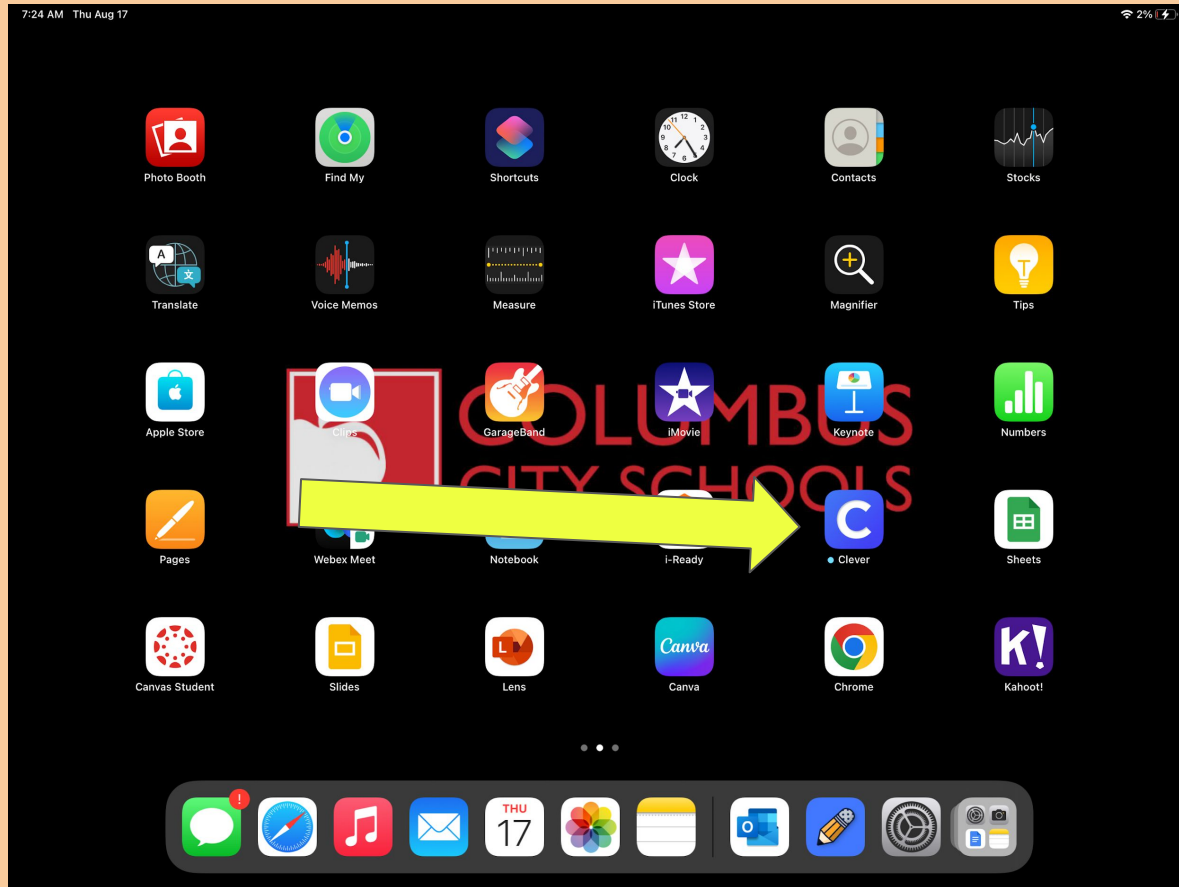 7:24 AM Thu Aug 17 2%
Photo Booth Find My Shortcuts Clock Contacts Stocks
Translate Voice Memos Measure iTunes Store Magnifier Tips
COLUMBUS
Apple Store Clips GarageBand iMovie Keynote Numbers
CITY SCHOOLS
C
Pages Webex Meet Notebook i-Ready Clever Sheets
L Canva K!
Canvas Student Slides Lens Canva Chrome Kahoot!
THU
17